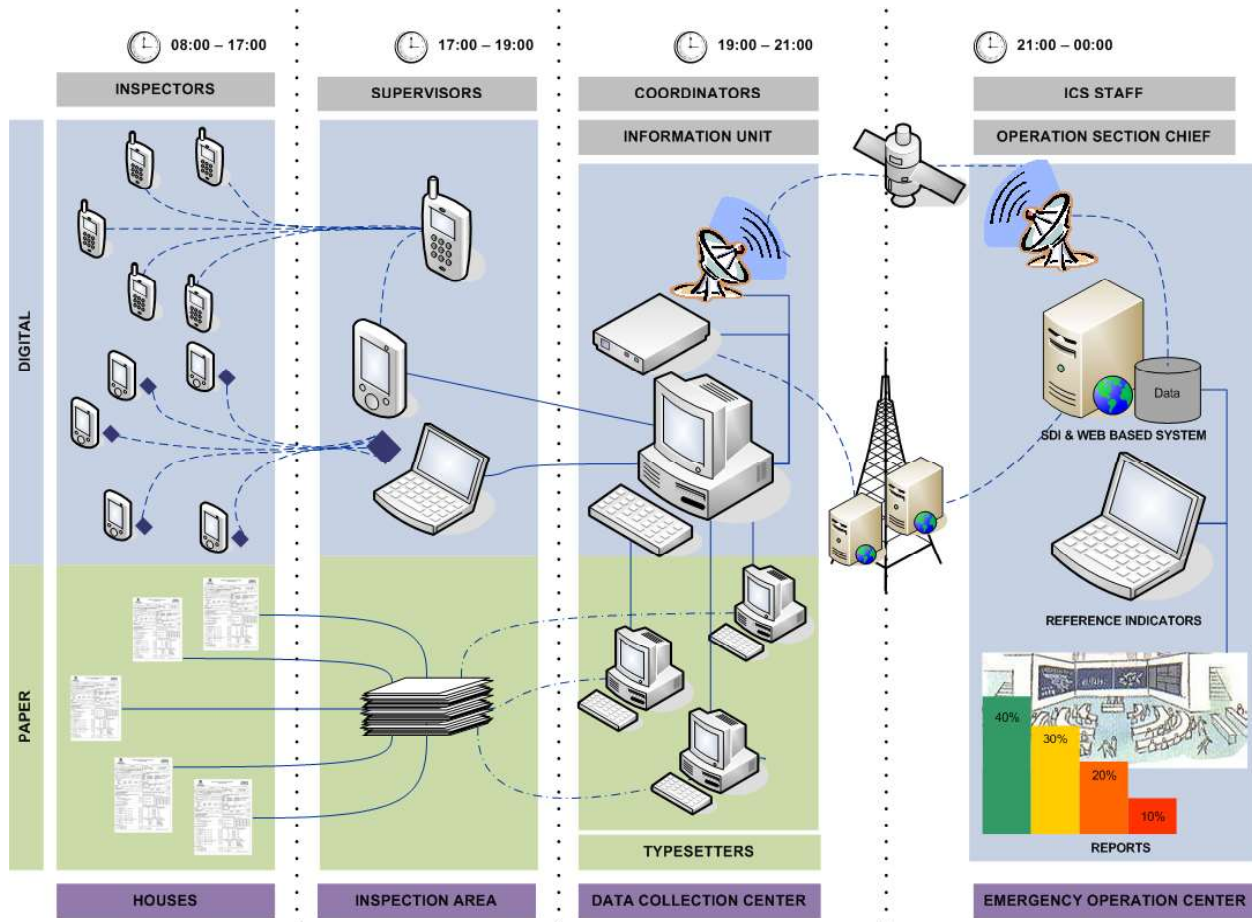 08:00 – 17:00
17:00 – 19:00
19:00 – 21:00
21:00 – 00:00
INSPECTORS
SUPERVISORS
COORDINATORS
ICS STAFF
INFORMATION UNIT
OPERATION SECTION CHIEF
DIGITAL
Data
SDI & WEB BASED SYSTEM
REFERENCE INDICATORS
PAPER
40%
30%
20%
10%
REPORTS
TYPESETTERS
HOUSES
INSPECTION AREA
DATA COLLECTION CENTER
EMERGENCY OPERATION CENTER